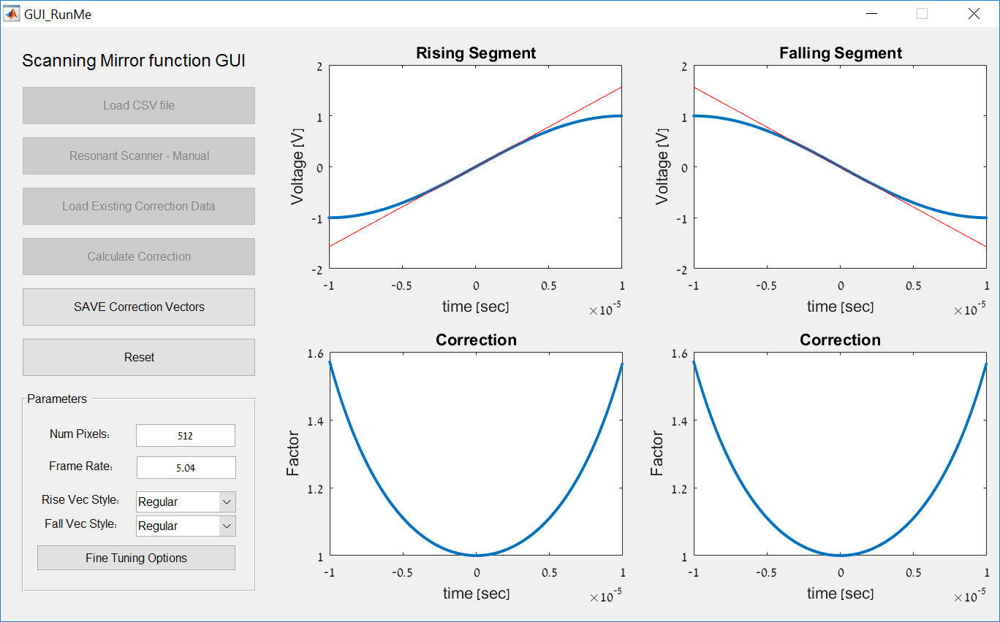 GUI_RunMe
Scanning Mirror function GUI
Load CSV file
Resonant Scanner - Manual
Load Existing Correction Data
Calculate Correction
SAVE Correction Vectors
Reset
Parameters
Num Pixels:
512
Frame Rate:
5.04
Rise Vec Style:
Regular
Fall Vec Style:
Regular
Fine Tuning Options
Rising Segment
Voltage [V]
2
1
0
-1
-2
-1
-0.5
0
0.5
1
time [sec]
×10^-5
Falling Segment
Voltage [V]
2
1
0
-1
-2
-1
-0.5
0
0.5
1
time [sec]
×10^-5
Correction
Factor
1.6
1.4
1.2
1
-1
-0.5
0
0.5
1
time [sec]
×10^-5
Correction
Factor
1.6
1.4
1.2
1
-1
-0.5
0
0.5
1
time [sec]
×10^-5